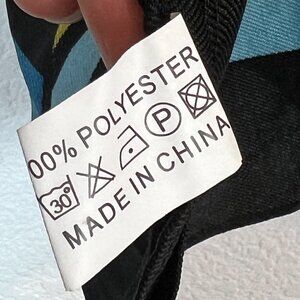 00% POLYESTER
30°
P
MADE IN CHINA